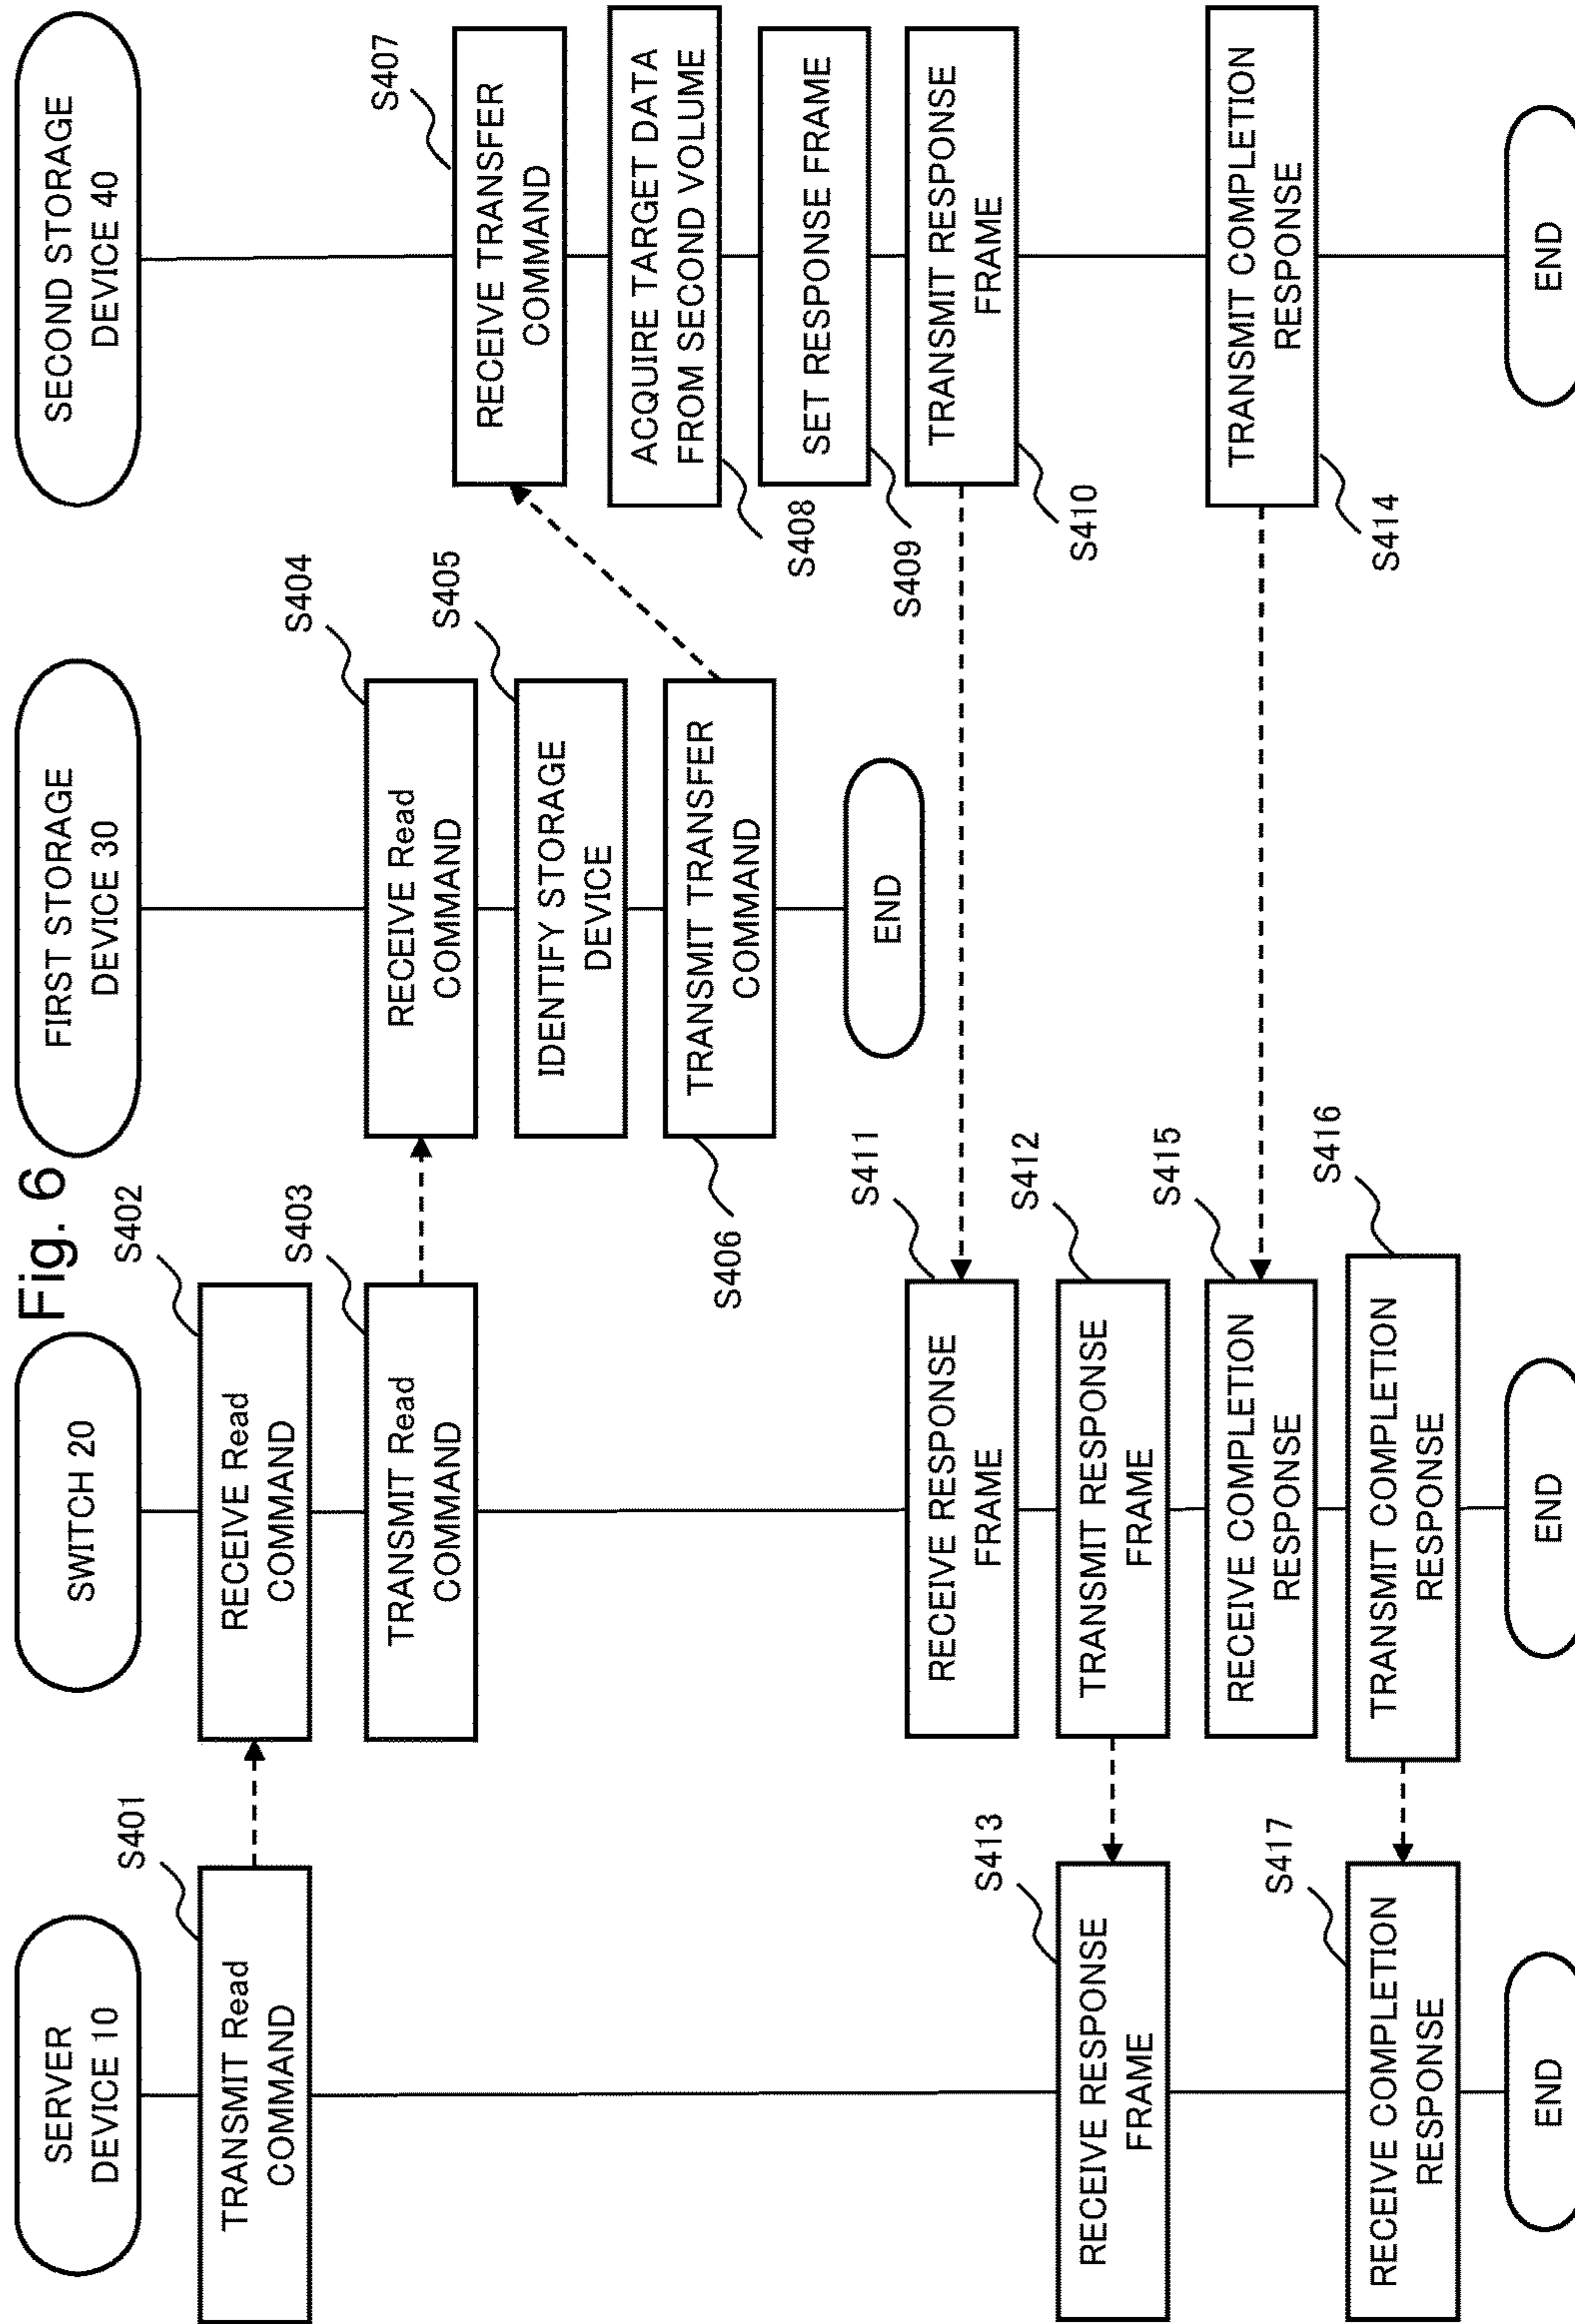 Fig. 6
SERVER
DEVICE 10
SWITCH 20
FIRST STORAGE
DEVICE 30
SECOND STORAGE
DEVICE 40
S401
TRANSMIT Read
COMMAND
S402
RECEIVE Read
COMMAND
S403
TRANSMIT Read
COMMAND
S404
RECEIVE Read
COMMAND
S405
IDENTIFY STORAGE
DEVICE
S406
TRANSMIT TRANSFER
COMMAND
END
S407
RECEIVE TRANSFER
COMMAND
S408
ACQUIRE TARGET DATA
FROM SECOND VOLUME
S409
SET RESPONSE FRAME
S410
TRANSMIT RESPONSE
FRAME
S411
RECEIVE RESPONSE
FRAME
S412
TRANSMIT RESPONSE
FRAME
S413
RECEIVE RESPONSE
FRAME
S414
TRANSMIT COMPLETION
RESPONSE
S415
RECEIVE COMPLETION
RESPONSE
S416
TRANSMIT COMPLETION
RESPONSE
S417
RECEIVE COMPLETION
RESPONSE
END
END
END